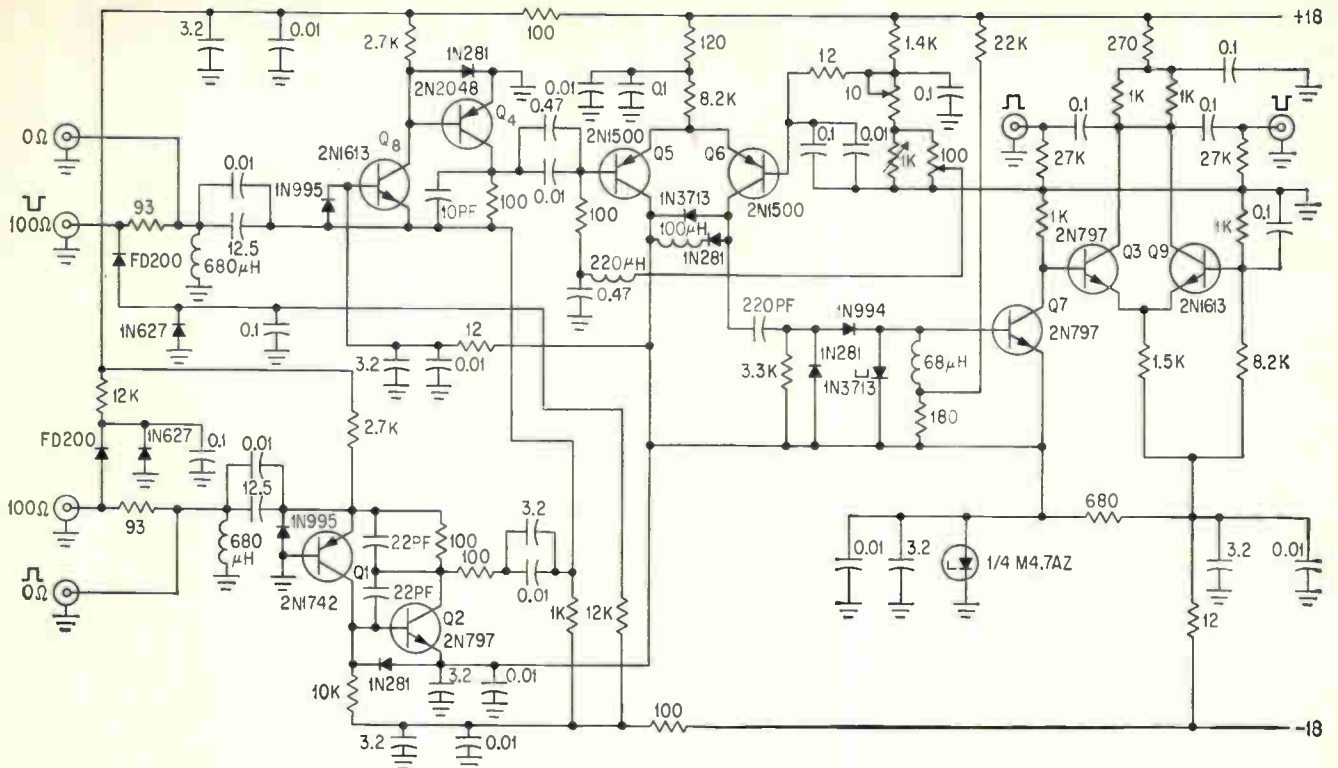 +18
3.2
0.01
100
2.7K
1N281
2N2048
Q4
Q8
2N1613
0Ω
0.01
1N995
100Ω
93
12.5
680µH
FD200
1N627
0.1
10PF
100
0.47
0.01
0.01
0.1
120
8.2K
2N1500
Q5
Q6
12
1.4K
10
0.1
0.1
0.01
1K
100
2N1500
1N3713
100µH
1N281
100
220µH
0.47
22K
270
0.1
1K
1K
0.1
0.1
27K
27K
1K
2N797
Q3
Q9
1K
0.1
2N1613
Q7
2N797
1.5K
8.2K
220PF
1N994
3.3K
1N281
1N3713
68µH
180
12
3.2
0.01
12K
FD200
1N627
0.1
2.7K
0.01
12.5
100Ω
93
680
µH
0Ω
1N995
22PF
100
100
3.2
0.01
Q1
2N1742
22PF
Q2
2N797
1K
12K
1N281
3.2
0.01
10K
3.2
0.01
100
680
0.01
3.2
1/4 M4.7AZ
3.2
0.01
12
-18